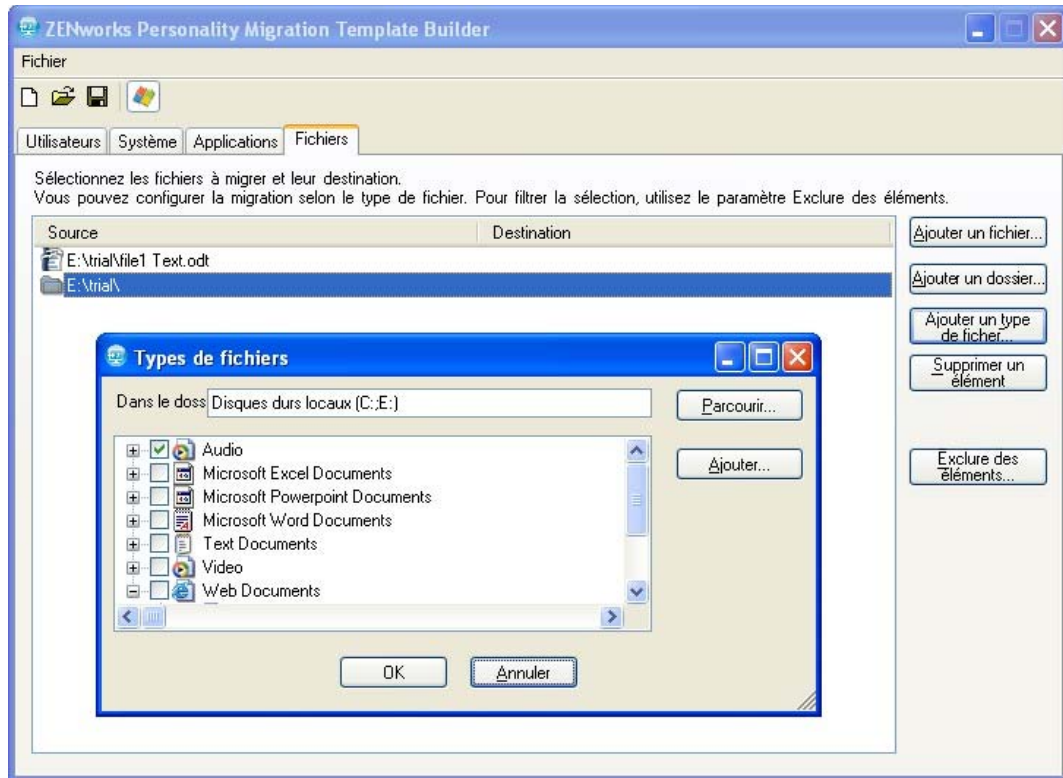 ZENworks Personality Migration Template Builder
Fichier
Utilisateurs Système Applications Fichiers
Sélectionnez les fichiers à migrer et leur destination.
Vous pouvez configurer la migration selon le type de fichier. Pour filtrer la sélection, utilisez le paramètre Exclure des éléments.
Source Destination
E:\trial\file1 Text.odt
E:\trial\
Ajouter un fichier...
Ajouter un dossier...
Ajouter un type
de ficher...
Supprimer un
élément
Exclure des
éléments...
Types de fichiers
Dans le doss Disques durs locaux (C:;E:)
Parcourir...
Ajouter...
Audio
Microsoft Excel Documents
Microsoft Powerpoint Documents
Microsoft Word Documents
Text Documents
Video
Web Documents
OK Annuler